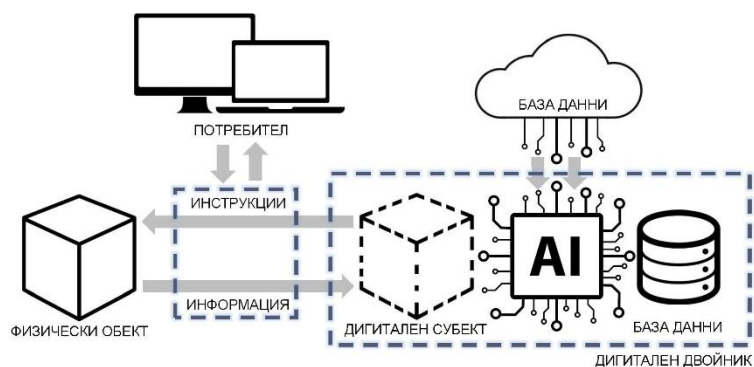 БАЗА ДАННИ
ПОТРЕБИТЕЛ
ИНСТРУКЦИИ
AI
ИНФОРМАЦИЯ
ФИЗИЧЕСКИ ОБЕКТ
ДИГИТАЛЕН СУБЕКТ
БАЗА ДАННИ
ДИГИТАЛЕН ДВОЙНИК